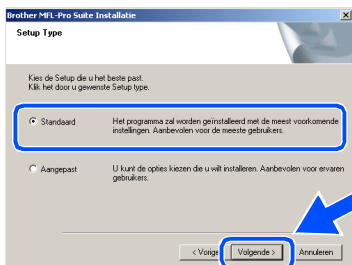 Brother MFL-Pro Suite Installatie
Setup Type
Kies de Setup die u het beste past.
Klik het door u gewenste Setup type.
Standaard
Het programma zal worden geïnstalleerd met de meest voorkomende
instellingen. Aanbevolen voor de meeste gebruikers.
Aangepast
U kunt de opties kiezen die u wilt installeren. Aanbevolen voor ervaren
gebruikers.
< Vorige
Volgende >
Annuleren